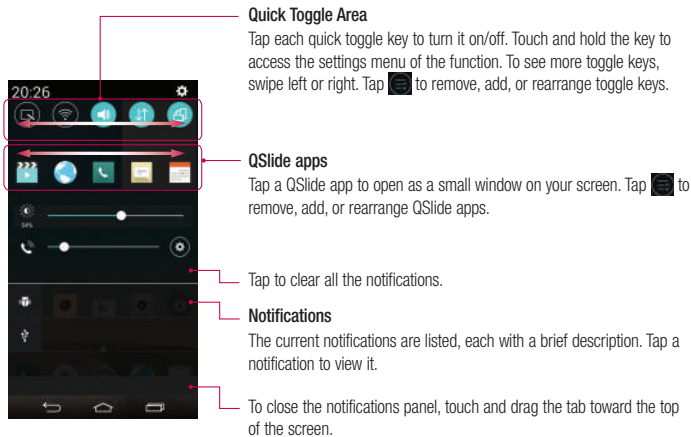 Quick Toggle Area
Tap each quick toggle key to turn it on/off. Touch and hold the key to
access the settings menu of the function. To see more toggle keys,
swipe left or right. Tap to remove, add, or rearrange toggle keys.
20:26
QSlide apps
Tap a QSlide app to open as a small window on your screen. Tap to
remove, add, or rearrange QSlide apps.
54%
Tap to clear all the notifications.
Notifications
The current notifications are listed, each with a brief description. Tap a
notification to view it.
To close the notifications panel, touch and drag the tab toward the top
of the screen.